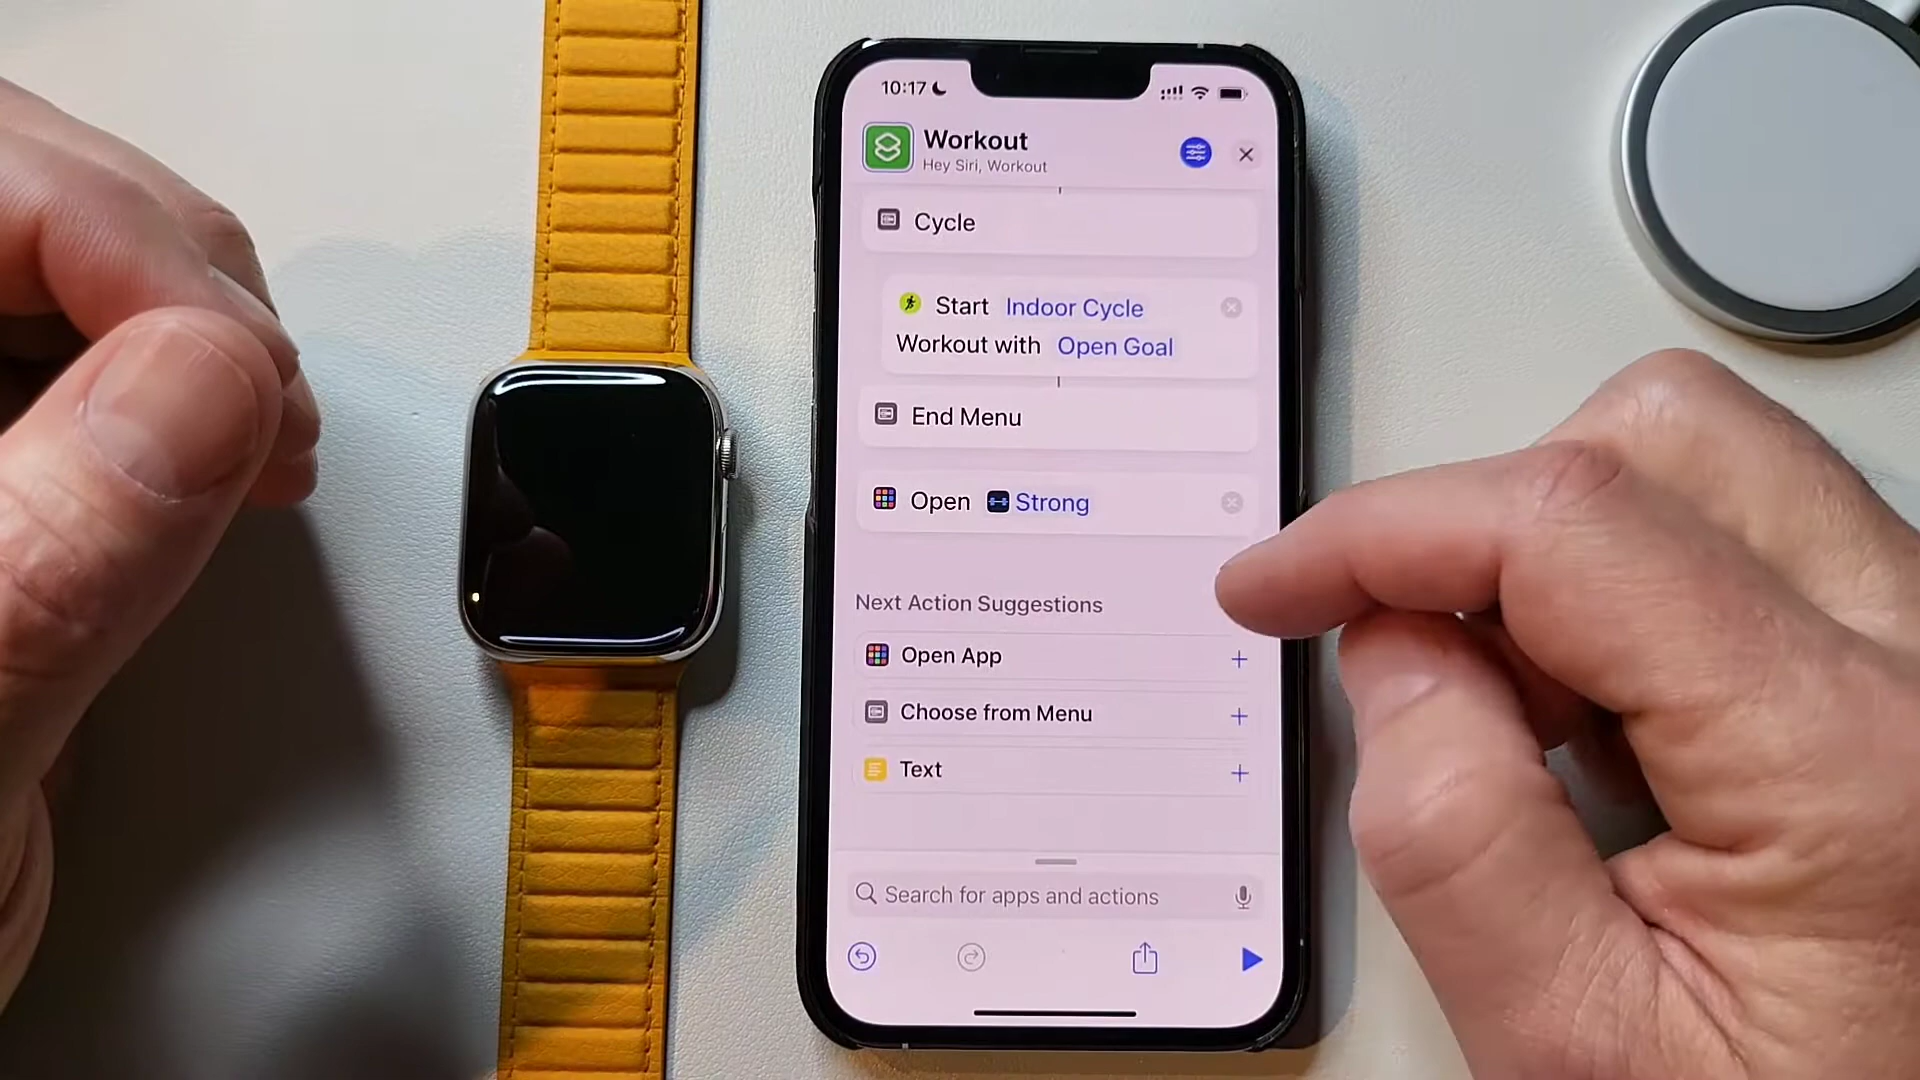 10:17
Workout
Hey Siri, Workout
Cycle
Start Indoor Cycle
Workout with Open Goal
End Menu
Open Strong
Next Action Suggestions
Open App
Choose from Menu
Text
Search for apps and actions